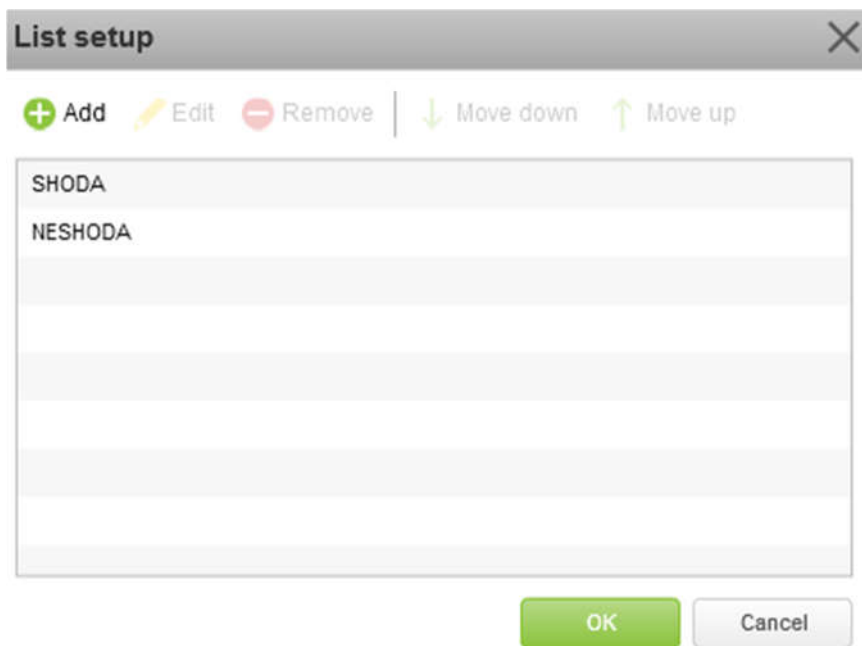 List setup
Add Edit Remove Move down Move up
SHODA
NESHODA
OK Cancel